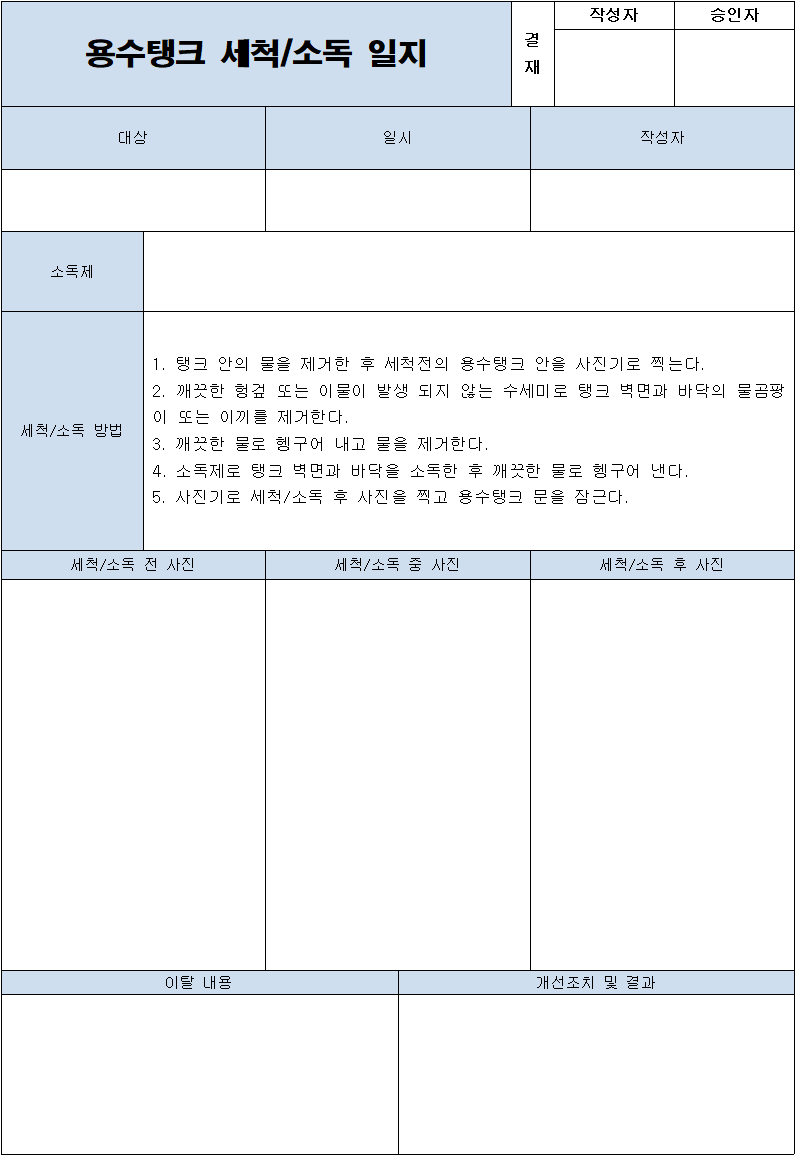 용수탱크 세척/소독 일지
결
재
작성자
승인자
대상
일시
작성자
소독제
세척/소독 방법
1. 탱크 안의 물을 제거한 후 세척전의 용수탱크 안을 사진기로 찍는다.
2. 깨끗한 헝겊 또는 이물이 발생 되지 않는 수세미로 탱크 벽면과 바닥의 물곰팡
이 또는 이끼를 제거한다.
3. 깨끗한 물로 헹구어 내고 물을 제거한다.
4. 소독제로 탱크 벽면과 바닥을 소독한 후 깨끗한 물로 헹구어 낸다.
5. 사진기로 세척/소독 후 사진을 찍고 용수탱크 문을 잠근다.
세척/소독 전 사진
세척/소독 중 사진
세척/소독 후 사진
이탈 내용
개선조치 및 결과